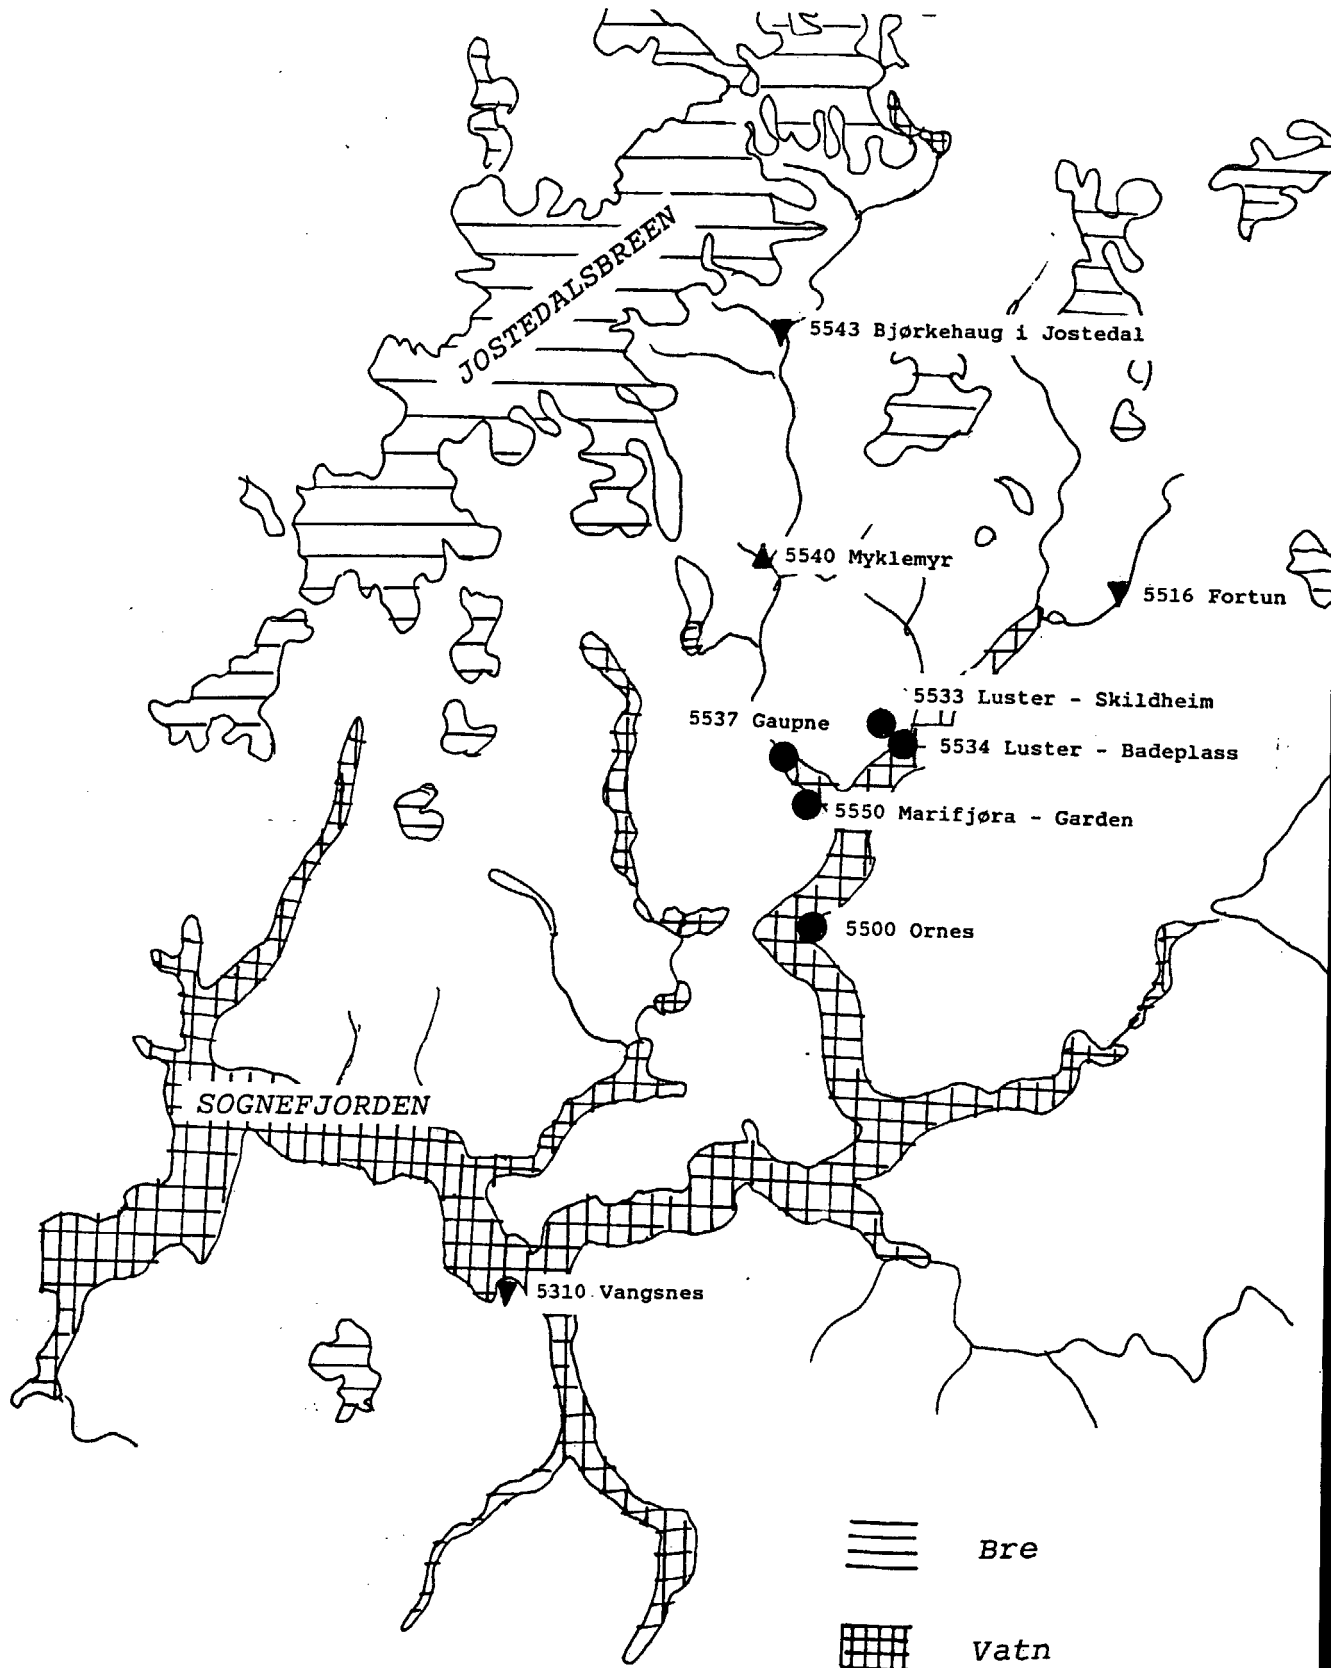 JOSTEDALSBREEN
5543 Bjørkehaug i Jostedal
5540 Myklemyr
5516 Fortun
5533 Luster - Skildheim
5537 Gaupne
5534 Luster - Badeplass
5550 Marifjøra - Garden
5500 Ornes
SOGNEFJORDEN
5310 Vangsnes
Bre
Vatn